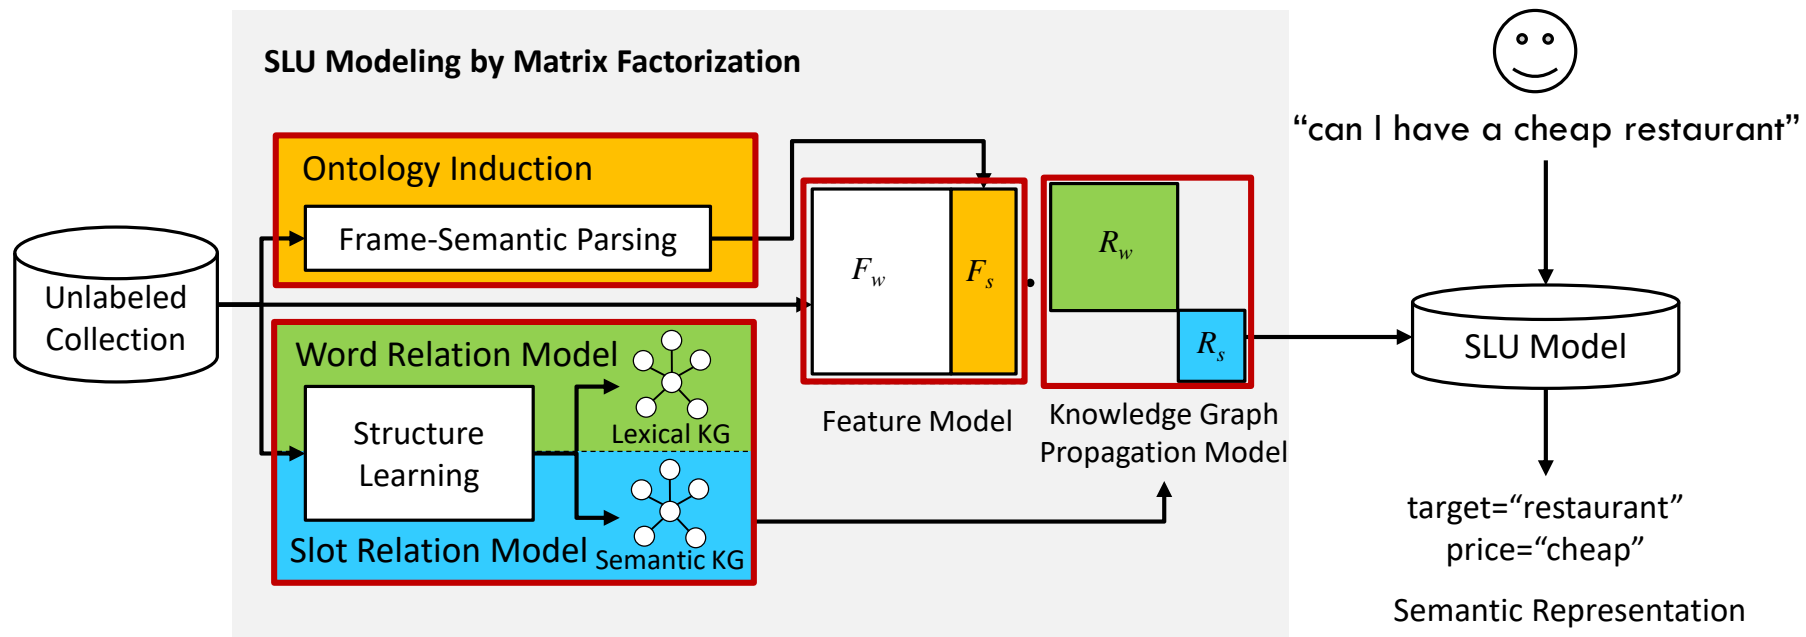 SLU Modeling by Matrix Factorization
“can I have a cheap restaurant”
Ontology Induction
Frame-Semantic Parsing
Unlabeled
Collection
F_w
F_s
R_w
R_s
SLU Model
Word Relation Model
Structure
Learning
Lexical KG
Semantic KG
Slot Relation Model
Feature Model
Knowledge Graph
Propagation Model
target=“restaurant”
price=“cheap”
Semantic Representation